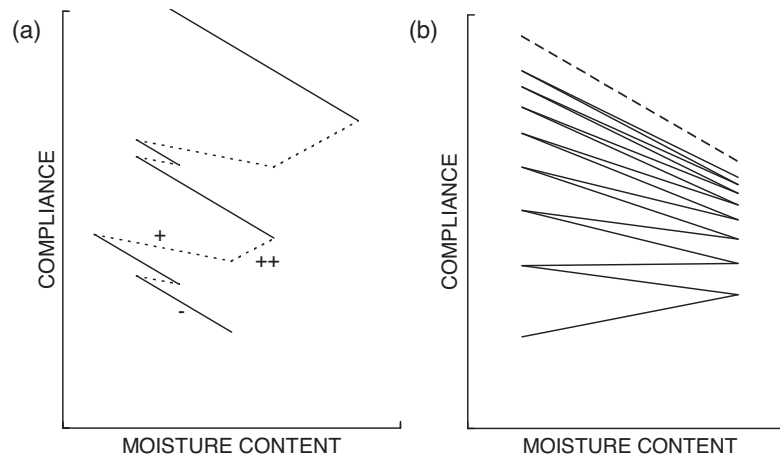 (a)
COMPLIANCE
+
++
-
MOISTURE CONTENT
(b)
COMPLIANCE
MOISTURE CONTENT